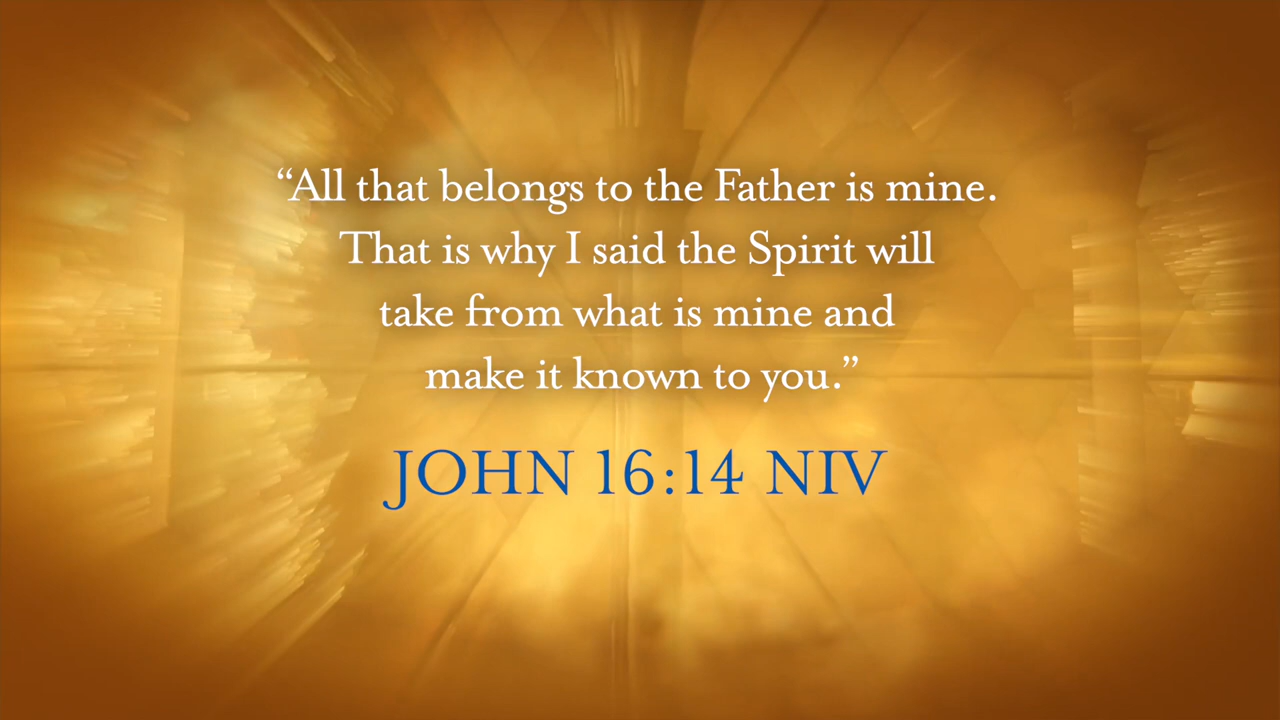 “All that belongs to the Father is mine.
That is why I said the Spirit will
take from what is mine and
make it known to you.”
JOHN 16:14 NIV